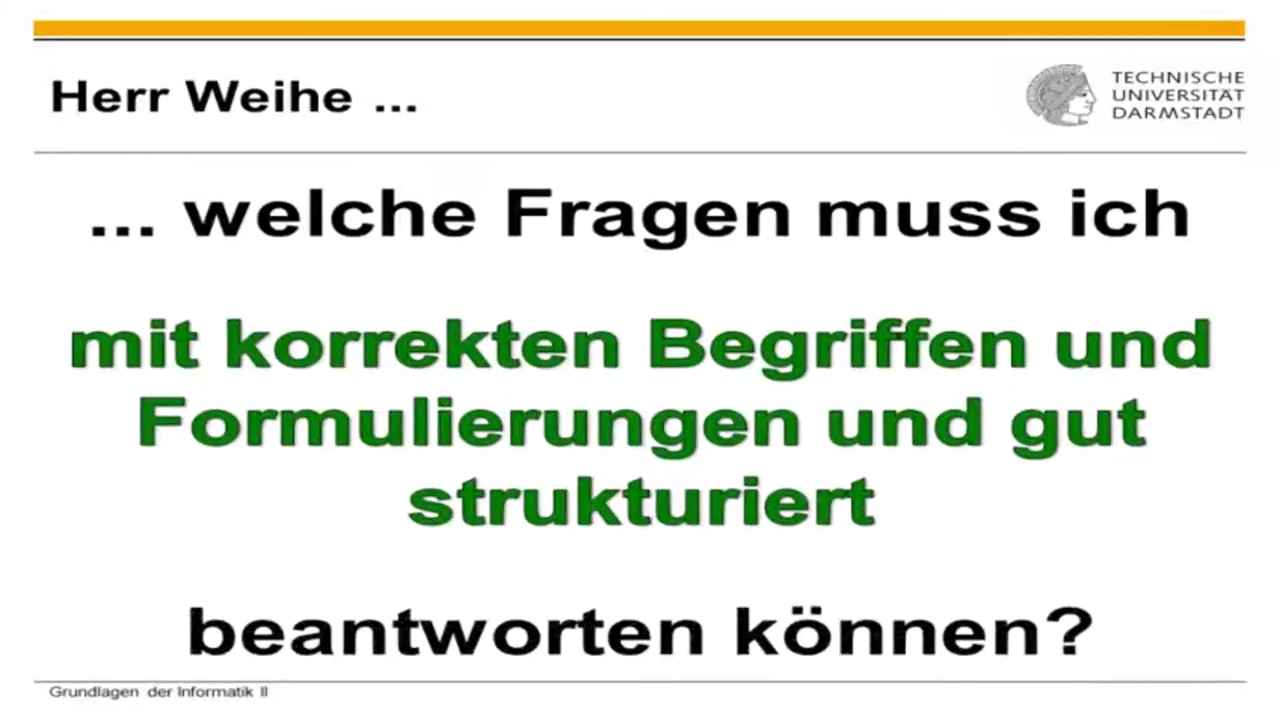 Herr Weihe ...
TECHNISCHE
UNIVERSITÄT
DARMSTADT
... welche Fragen muss ich
mit korrekten Begriffen und
Formulierungen und gut
strukturiert
beantworten können?
Grundlagen der Informatik II